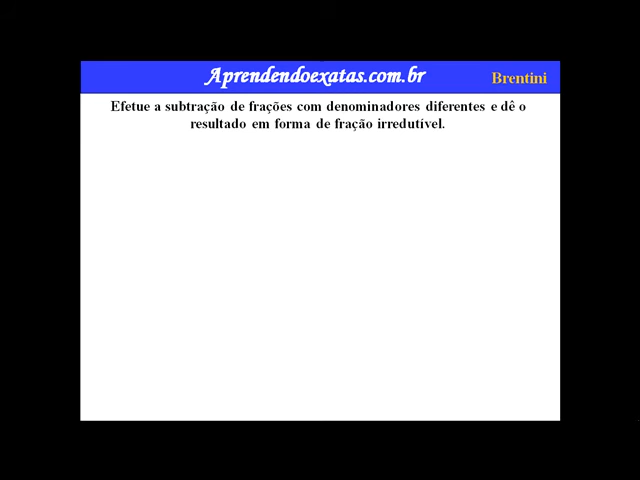 Aprendendoexatas.com.br
Brentini
Efetue a subtração de frações com denominadores diferentes e dê o
resultado em forma de fração irredutível.